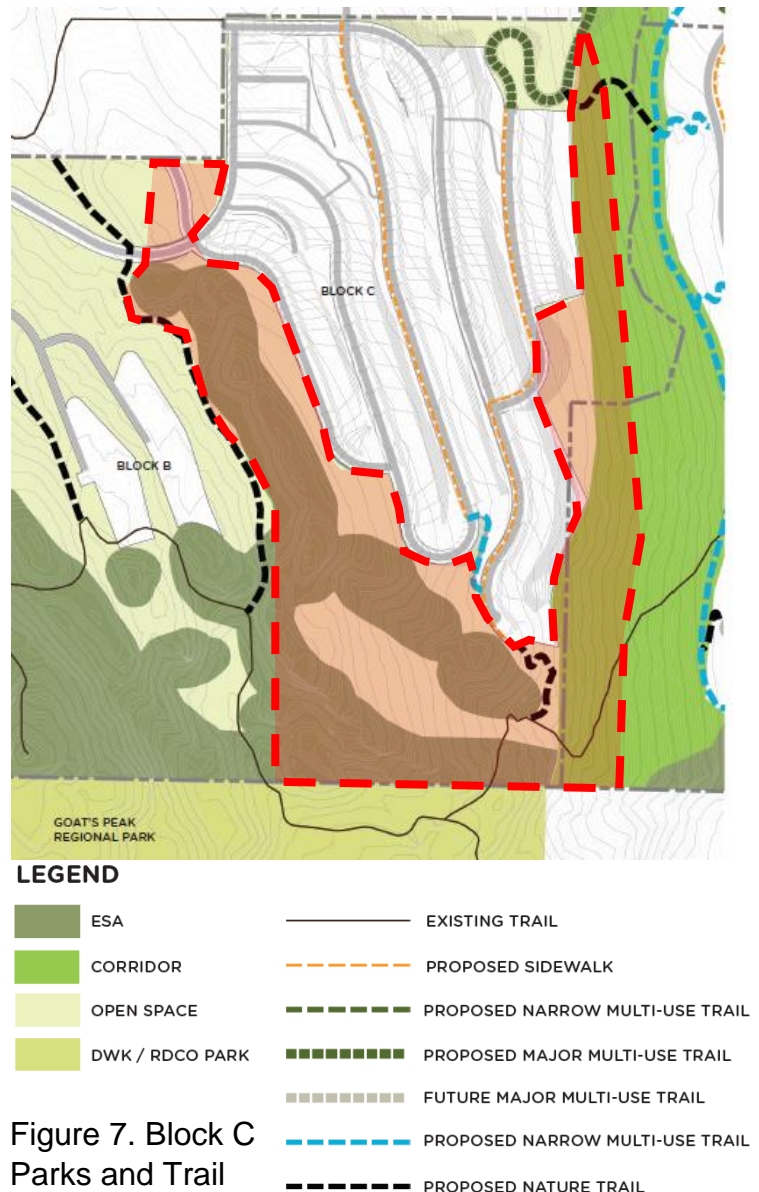 BLOCK C
BLOCK B
GOAT'S PEAK
REGIONAL PARK
LEGEND
ESA
CORRIDOR
OPEN SPACE
DWK / RDCO PARK
EXISTING TRAIL
PROPOSED SIDEWALK
PROPOSED NARROW MULTI-USE TRAIL
PROPOSED MAJOR MULTI-USE TRAIL
FUTURE MAJOR MULTI-USE TRAIL
PROPOSED NARROW MULTI-USE TRAIL
PROPOSED NATURE TRAIL
Figure 7. Block C
Parks and Trail